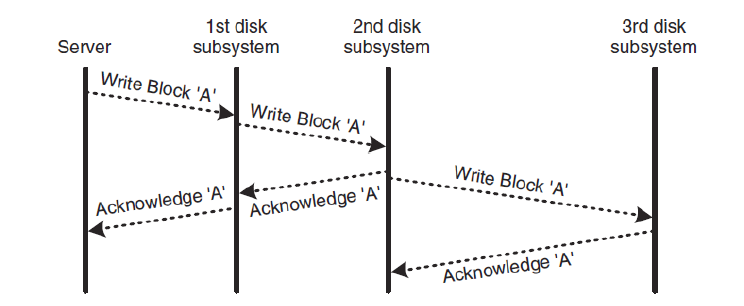 Server
1st disk
subsystem
2nd disk
subsystem
3rd disk
subsystem
Write Block 'A'
Write Block 'A'
Write Block 'A'
Acknowledge 'A'
Acknowledge 'A'
Acknowledge 'A'